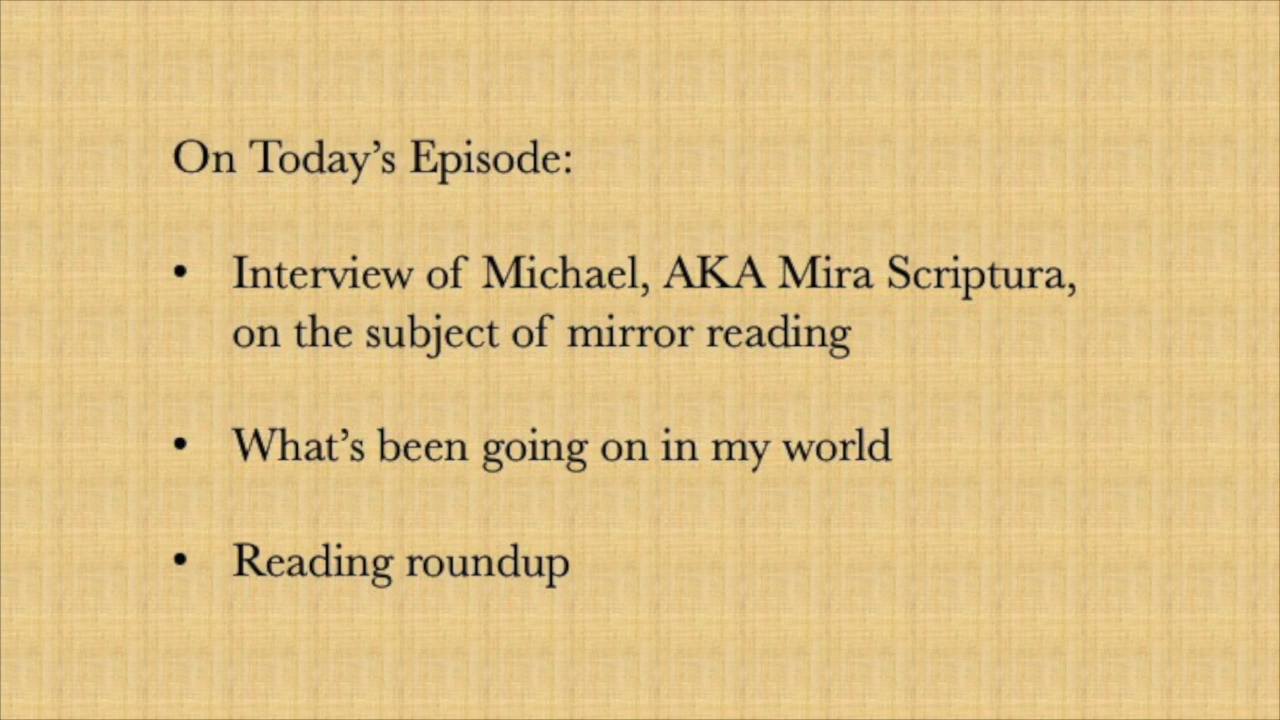 On Today’s Episode:
• Interview of Michael, AKA Mira Scriptura,
on the subject of mirror reading
• What’s been going on in my world
• Reading roundup